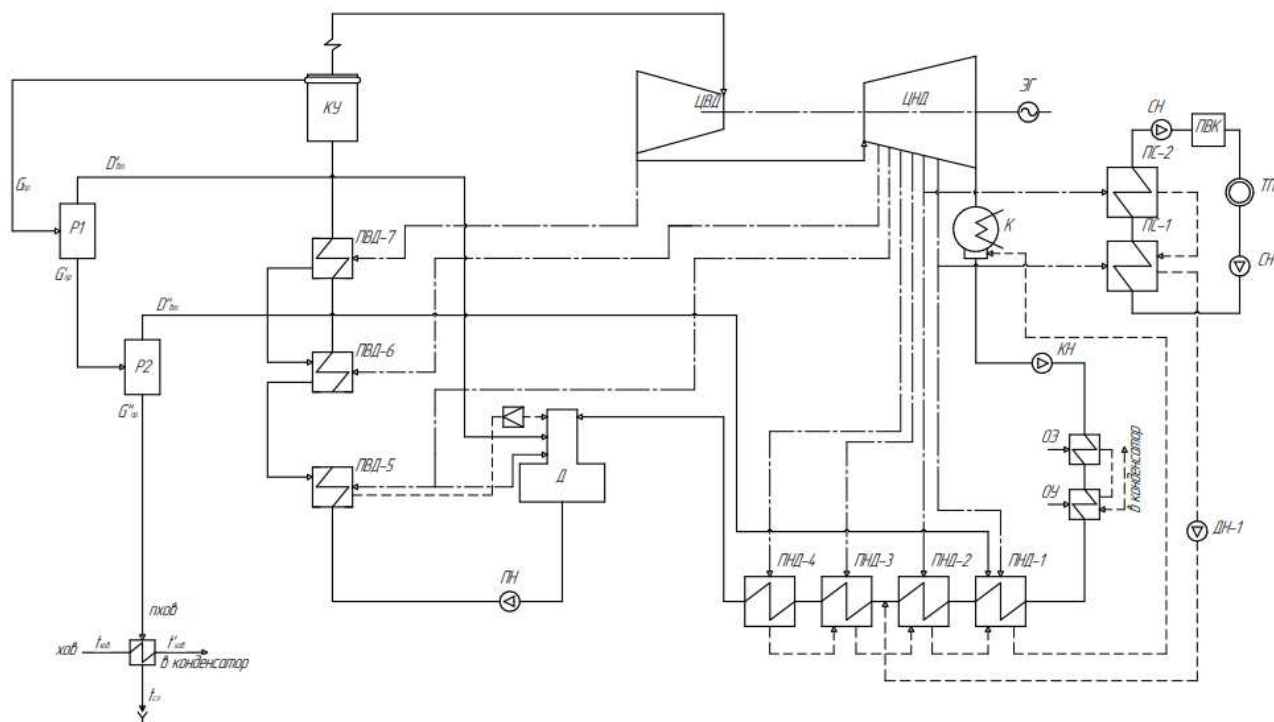 КУ
ЦВД
ЦНД
ЭГ
СН
ПВК
ПС-2
ТП
ПС-1
СН
К
D'вт
Gпр
Р1
G'пр
ПВД-7
D''вт
Р2
ПВД-6
G''пр
КН
ПВД-5
Д
ОЭ
ОУ
в конденсатор
ДН-1
ПН
ПНД-4
ПНД-3
ПНД-2
ПНД-1
пхов
хов
tхов
t'хов
в конденсатор
tсл